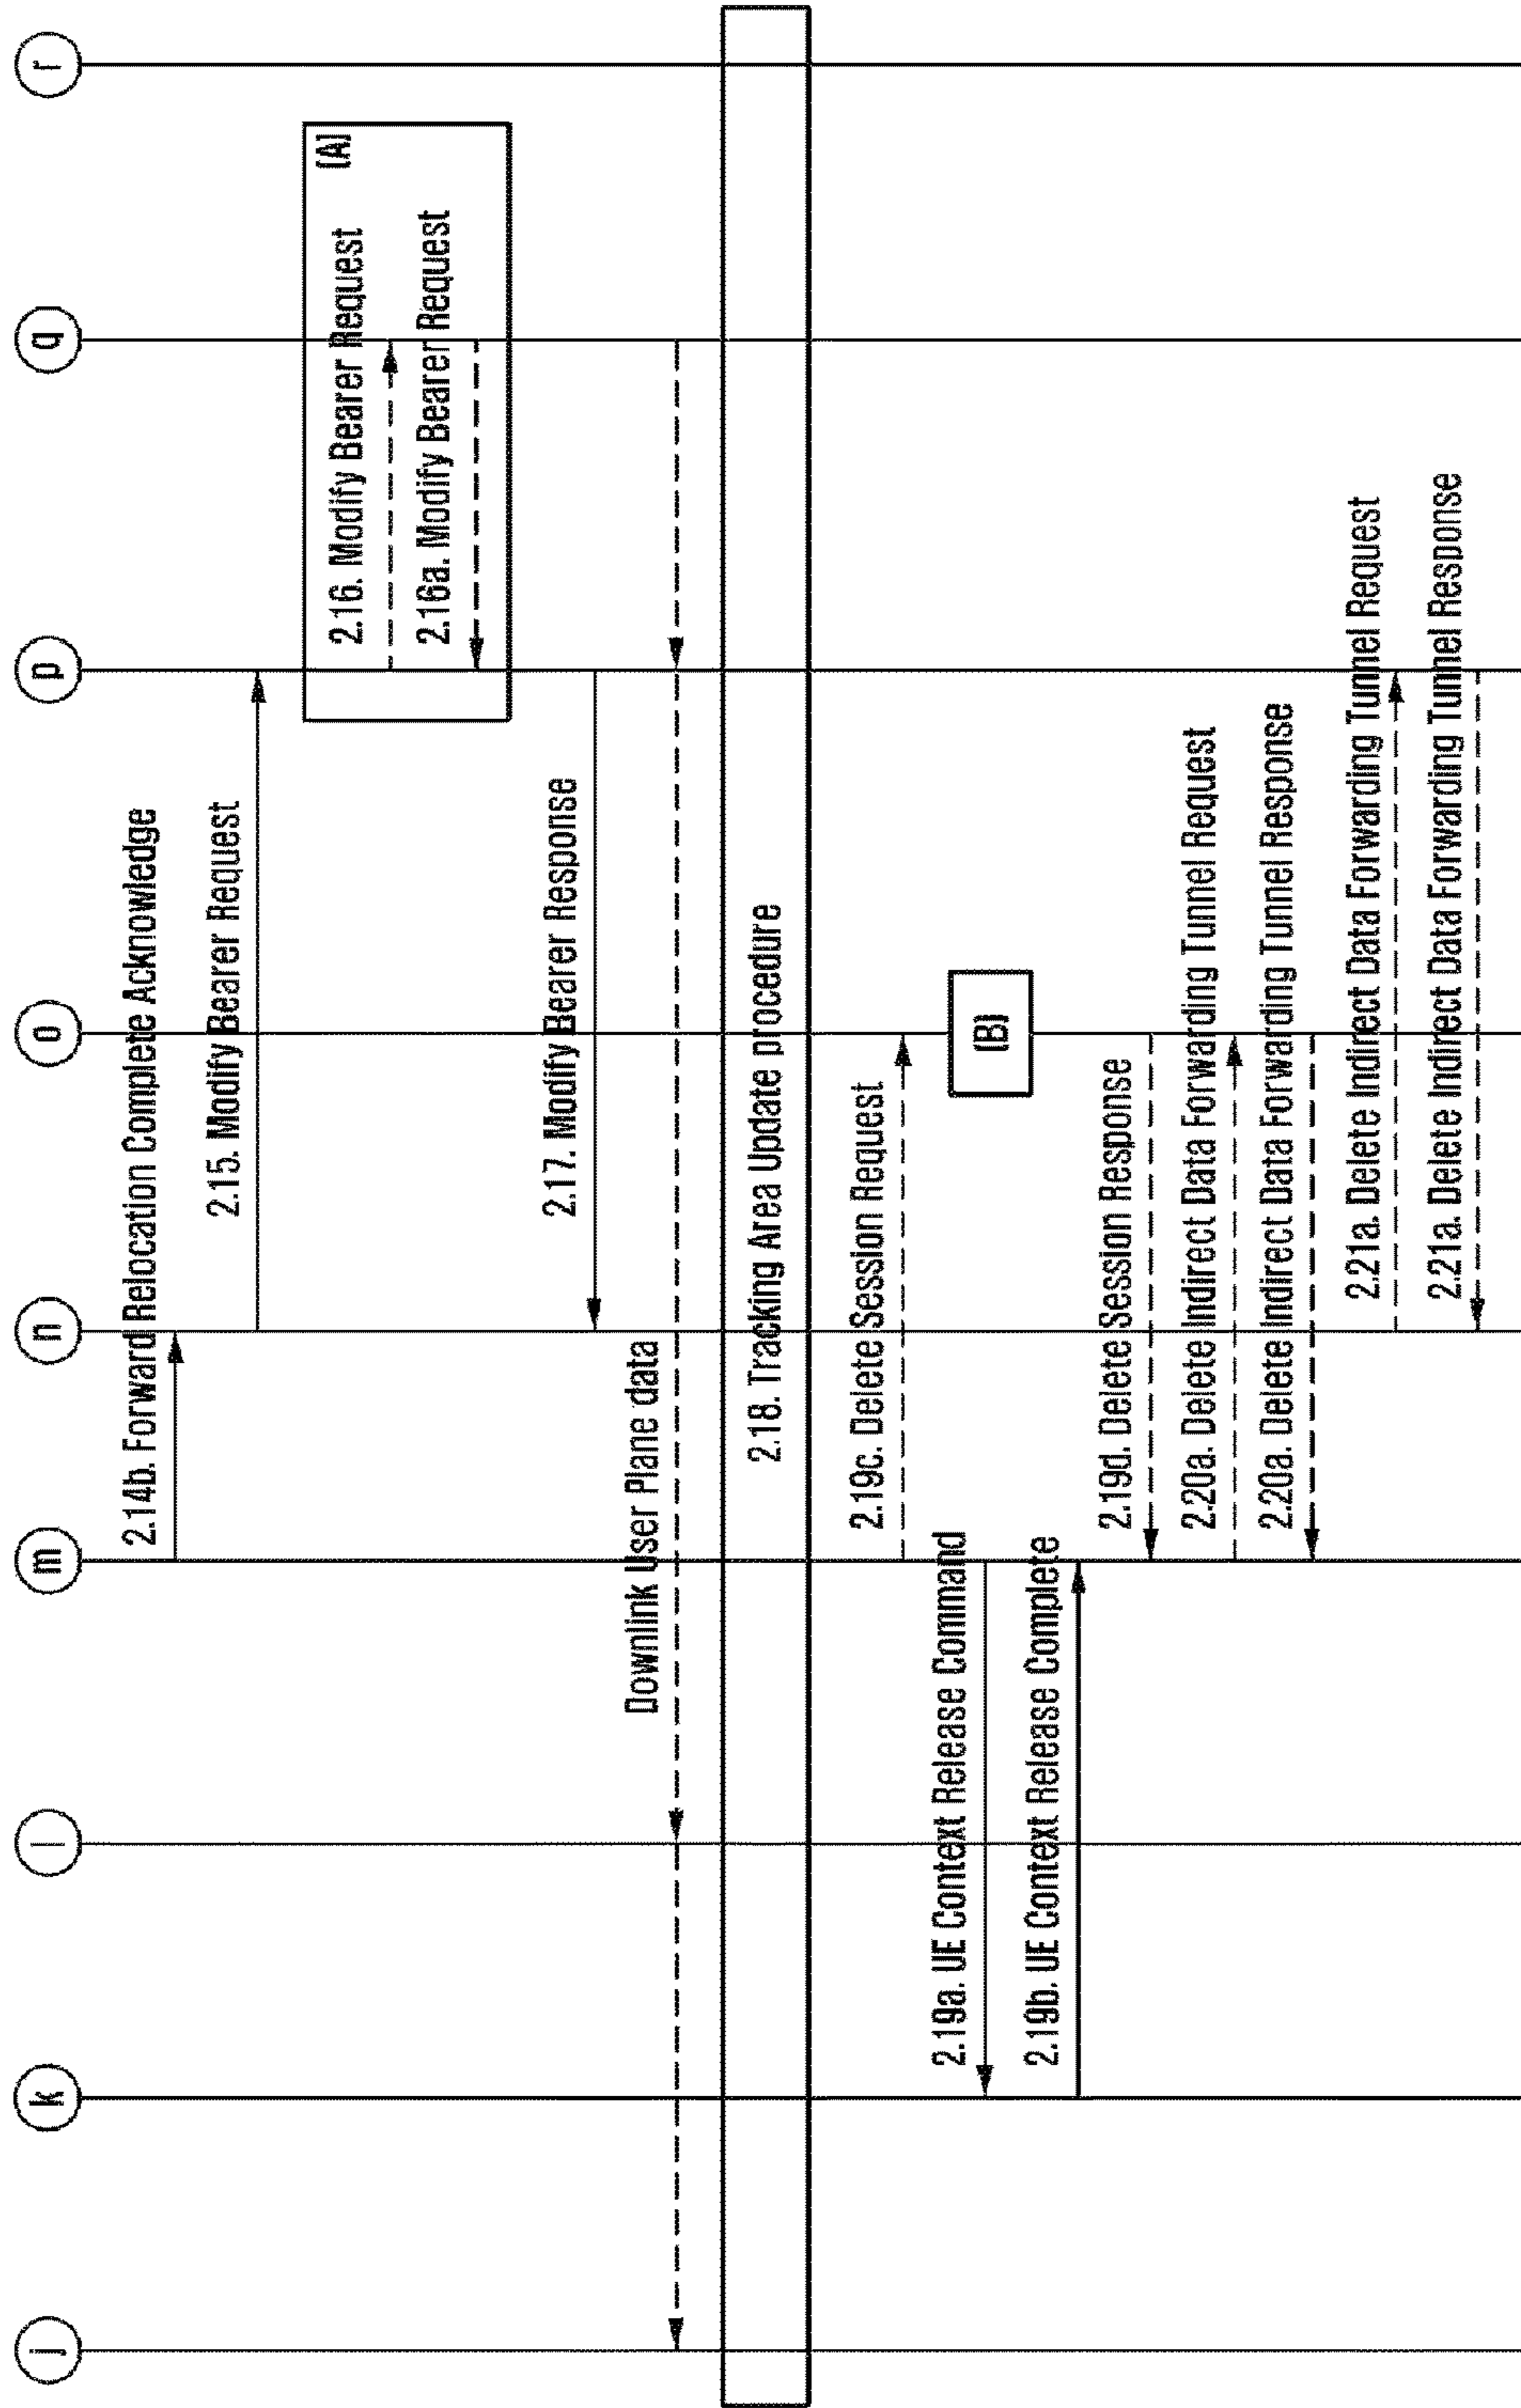 j
k
l
m
n
o
p
q
r
2.14b. Forward Relocation Complete Acknowledge
2.15. Modify Bearer Request
(A)
2.16. Modify Bearer Request
2.16a. Modify Bearer Request
2.17. Modify Bearer Response
Downlink User Plane data
2.18. Tracking Area Update procedure
2.19c. Delete Session Request
2.19a. UE Context Release Command
(B)
2.19b. UE Context Release Complete
2.19d. Delete Session Response
2.20a. Delete Indirect Data Forwarding Tunnel Request
2.20a. Delete Indirect Data Forwarding Tunnel Response
2.21a. Delete Indirect Data Forwarding Tunnel Request
2.21a. Delete Indirect Data Forwarding Tunnel Response